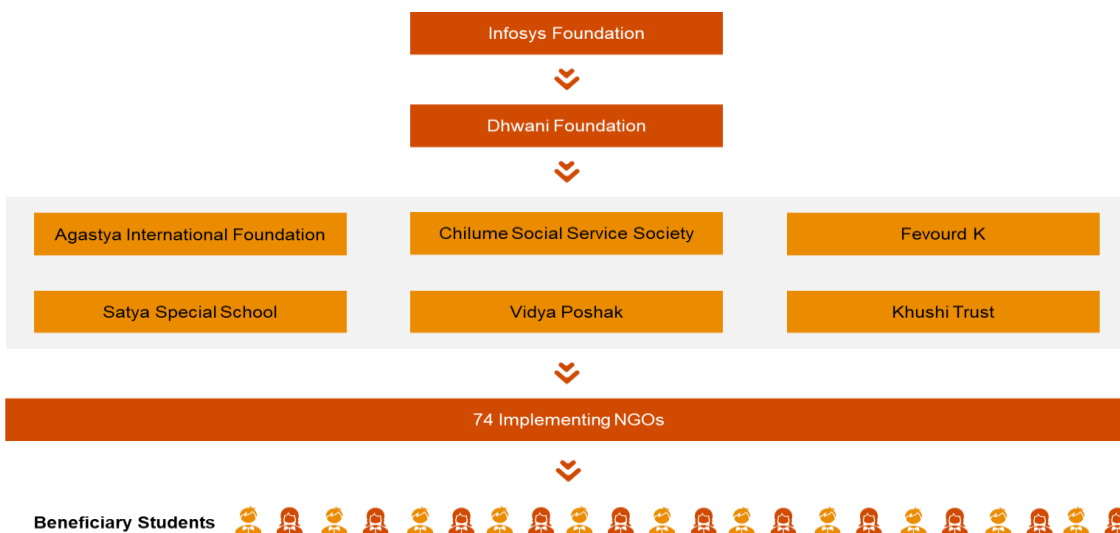 Infosys Foundation
Dhwani Foundation
Agastya International Foundation
Chilume Social Service Society
Fevourd K
Satya Special School
Vidya Poshak
Khushi Trust
74 Implementing NGOs
Beneficiary Students